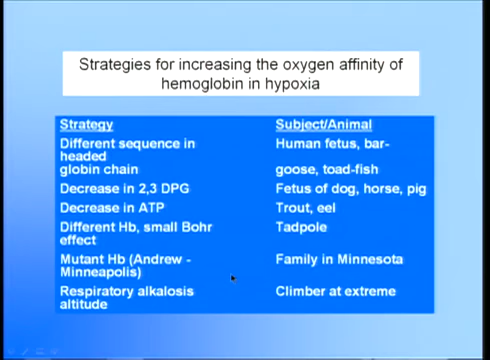 Strategies for increasing the oxygen affinity of
hemoglobin in hypoxia
Strategy Subject/Animal
Different sequence in Human fetus, bar-
headed
globin chain goose, toad-fish
Decrease in 2,3 DPG Fetus of dog, horse, pig
Decrease in ATP Trout, eel
Different Hb, small Bohr Tadpole
effect
Mutant Hb (Andrew - Family in Minnesota
Minneapolis)
Respiratory alkalosis Climber at extreme
altitude